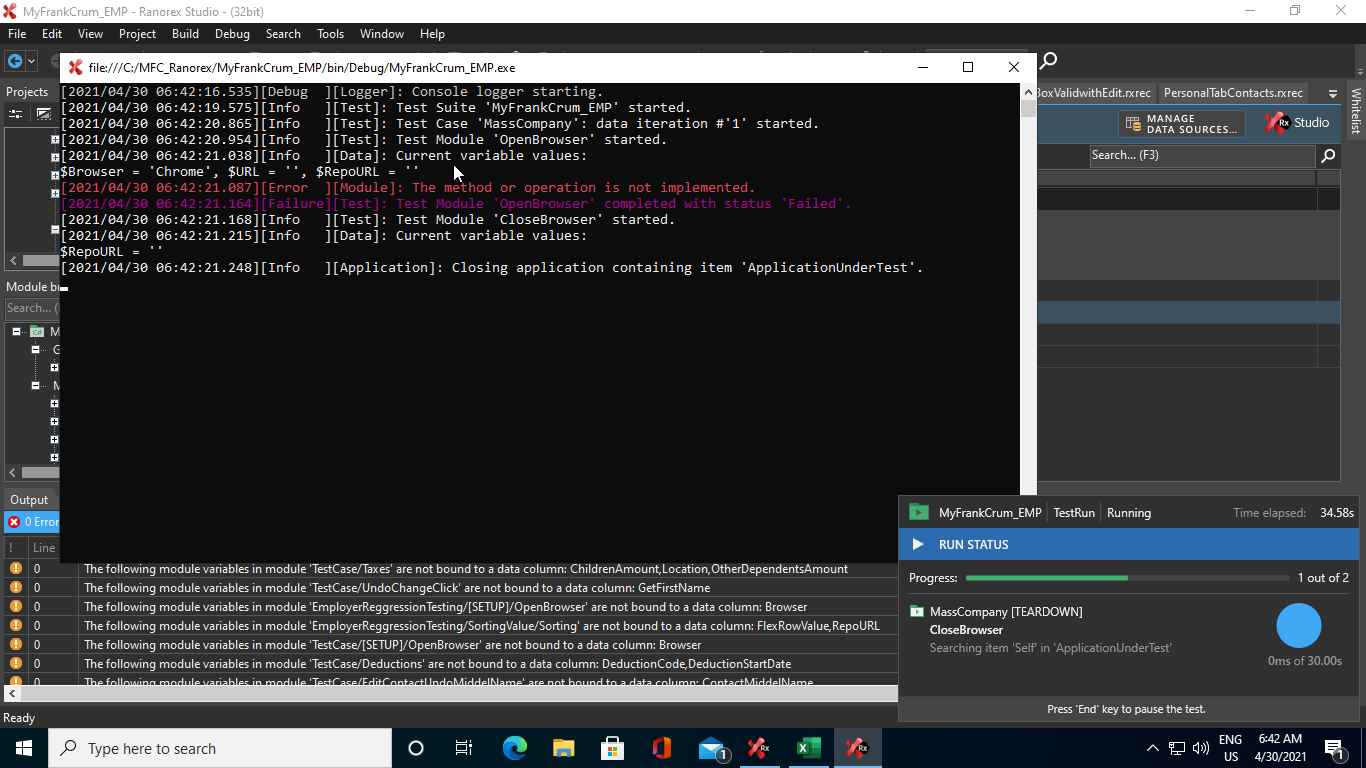 MyFrankCrum_EMP - Ranorex Studio - (32bit)
File Edit View Project Build Debug Search Tools Window Help
file:///C:/MFC_Ranorex/MyFrankCrum_EMP/bin/Debug/MyFrankCrum_EMP.exe
Projects
[2021/04/30 06:42:16.535][Debug  ][Logger]: Console logger starting.
[2021/04/30 06:42:19.575][Info   ][Test]: Test Suite 'MyFrankCrum_EMP' started.
[2021/04/30 06:42:20.865][Info   ][Test]: Test Case 'MassCompany': data iteration #'1' started.
[2021/04/30 06:42:20.954][Info   ][Test]: Test Module 'OpenBrowser' started.
[2021/04/30 06:42:21.038][Info   ][Data]: Current variable values:
$Browser = 'Chrome', $URL = '', $RepoURL = ''
[2021/04/30 06:42:21.087][Error  ][Module]: The method or operation is not implemented.
[2021/04/30 06:42:21.164][Failure][Test]: Test Module 'OpenBrowser' completed with status 'Failed'.
[2021/04/30 06:42:21.168][Info   ][Test]: Test Module 'CloseBrowser' started.
[2021/04/30 06:42:21.215][Info   ][Data]: Current variable values:
$RepoURL = ''
[2021/04/30 06:42:21.248][Info   ][Application]: Closing application containing item 'ApplicationUnderTest'.
BoxValidwithEdit.rxrec PersonalTabContacts.rxrec
Whitelist
MANAGE
DATA SOURCES...
Rx Studio
Search... (F3)
Module b
Search... (
M
G
M
Output
0 Error
! Line
0 The following module variables in module 'TestCase/Taxes' are not bound to a data column: ChildrenAmount,Location,OtherDependentsAmount
0 The following module variables in module 'TestCase/UndoChangeClick' are not bound to a data column: GetFirstName
0 The following module variables in module 'EmployerReggressionTesting/[SETUP]/OpenBrowser' are not bound to a data column: Browser
0 The following module variables in module 'EmployerReggressionTesting/SortingValue/Sorting' are not bound to a data column: FlexRowValue,RepoURL
0 The following module variables in module 'TestCase/[SETUP]/OpenBrowser' are not bound to a data column: Browser
0 The following module variables in module 'TestCase/Deductions' are not bound to a data column: DeductionCode,DeductionStartDate
0 The following module variables in module 'TestCase/EditContactUndoMiddelName' are not bound to a data column: ContactMiddelName
MyFrankCrum_EMP TestRun Running Time elapsed: 34.58s
RUN STATUS
Progress: 1 out of 2
MassCompany [TEARDOWN]
CloseBrowser
Searching item 'Self' in 'ApplicationUnderTest'
0ms of 30.00s
Press 'End' key to pause the test.
Ready
Type here to search
1
Rx
Rx
ENG
US
6:42 AM
4/30/2021
1